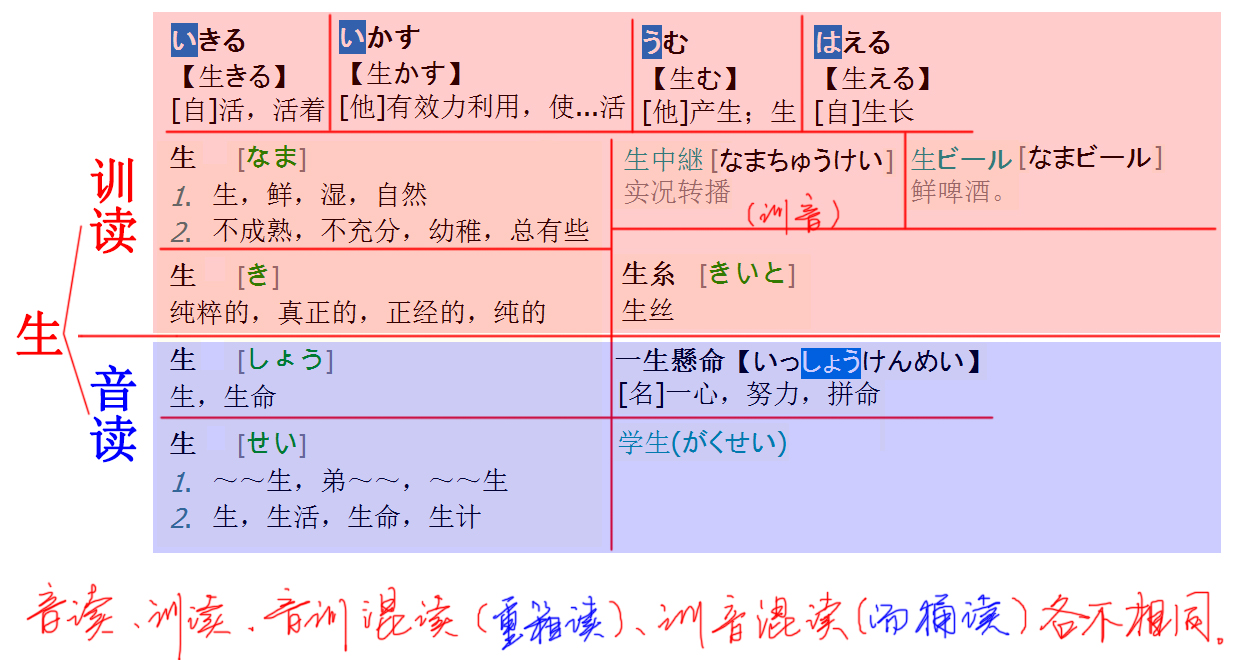 いきる
【生きる】
[自]活，活着
いかす
【生かす】
[他]有效力利用，使...活
うむ
【生む】
[他]产生；生
はえる
【生える】
[自]生长
生
训读
生 [なま]
1. 生，鲜，湿，自然
2. 不成熟，不充分，幼稚，总有些
生中継 [なまちゅうけい]
实况转播
(训音)
生ビール [なまビール]
鲜啤酒。
生 [き]
纯粹的，真正的，正经的，纯的
生糸 [きいと]
生丝
音读
生 [しょう]
生，生命
一生懸命【いっしょうけんめい】
[名]一心，努力，拼命
生 [せい]
1. ～～生，弟～～，～～生
2. 生，生活，生命，生计
学生(がくせい)
音读、训读、音训混读(重箱读)、训音混读(汤桶读)各不相同。